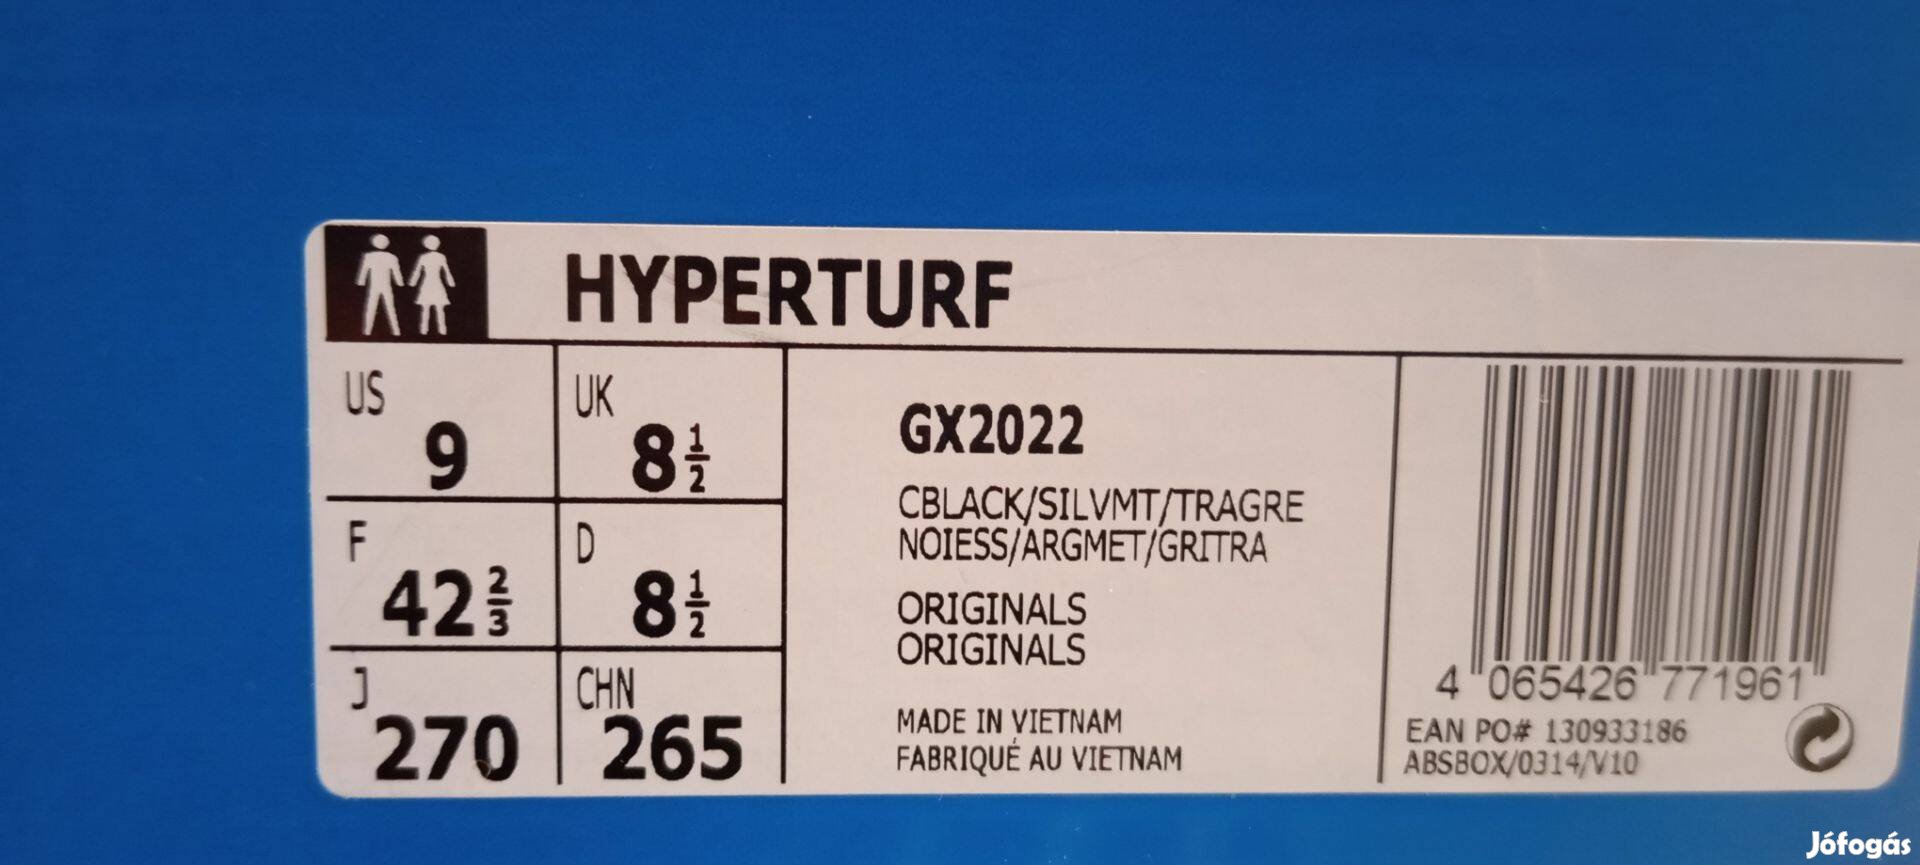 HYPERTURF
US
9
UK
8 1/2
F
42 2/3
D
8 1/2
J
270
CHN
265
GX2022
CBLACK/SILVMT/TRAGRE
NOIESS/ARGMET/GRITRA
ORIGINALS
ORIGINALS
MADE IN VIETNAM
FABRIQUÉ AU VIETNAM
4 065426 771961
EAN PO# 130933186
ABSBOX/0314/V10
Jófogás